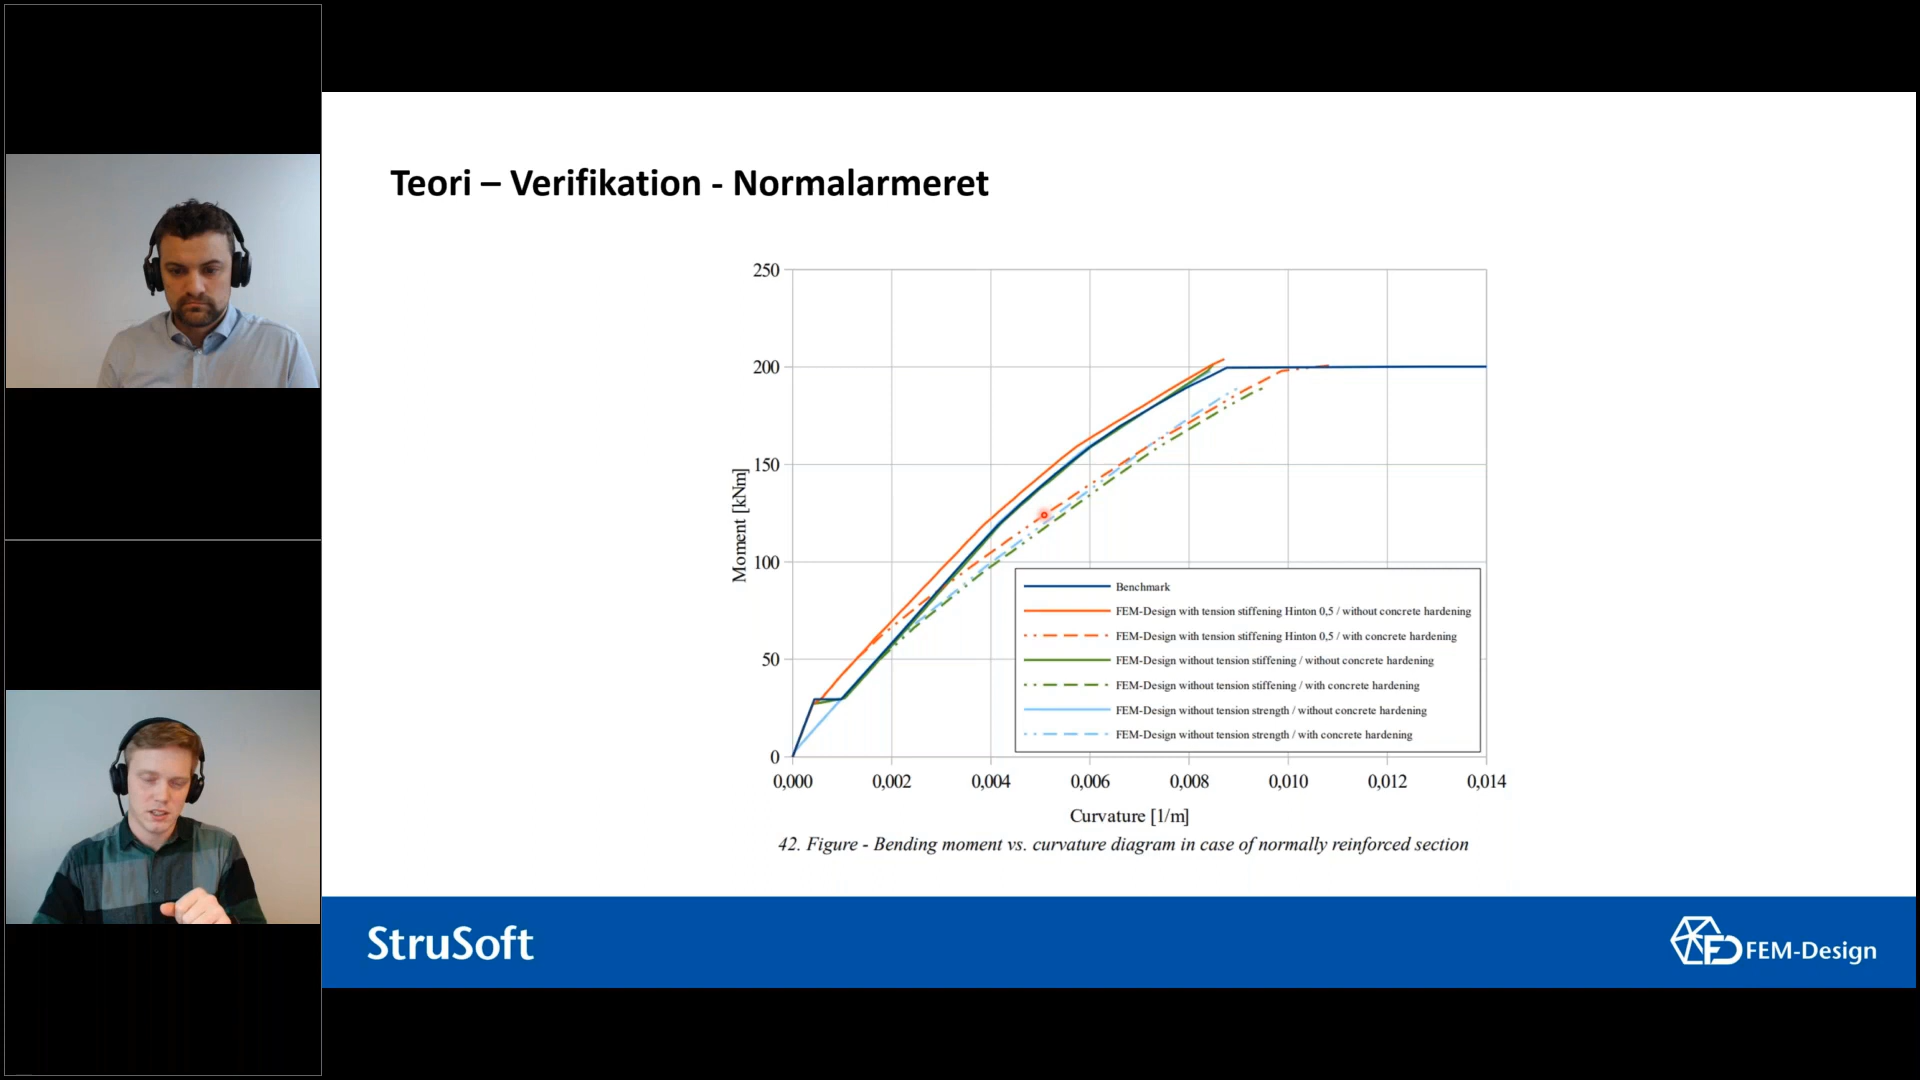 Teori – Verifikation - Normalarmeret
250
200
150
100
50
0
Moment [kNm]
0,000 0,002 0,004 0,006 0,008 0,010 0,012 0,014
Curvature [1/m]
Benchmark
FEM-Design with tension stiffening Hinton 0,5 / without concrete hardening
FEM-Design with tension stiffening Hinton 0,5 / with concrete hardening
FEM-Design without tension stiffening / without concrete hardening
FEM-Design without tension stiffening / with concrete hardening
FEM-Design without tension strength / without concrete hardening
FEM-Design without tension strength / with concrete hardening
42. Figure - Bending moment vs. curvature diagram in case of normally reinforced section
StruSoft
FD FEM-Design